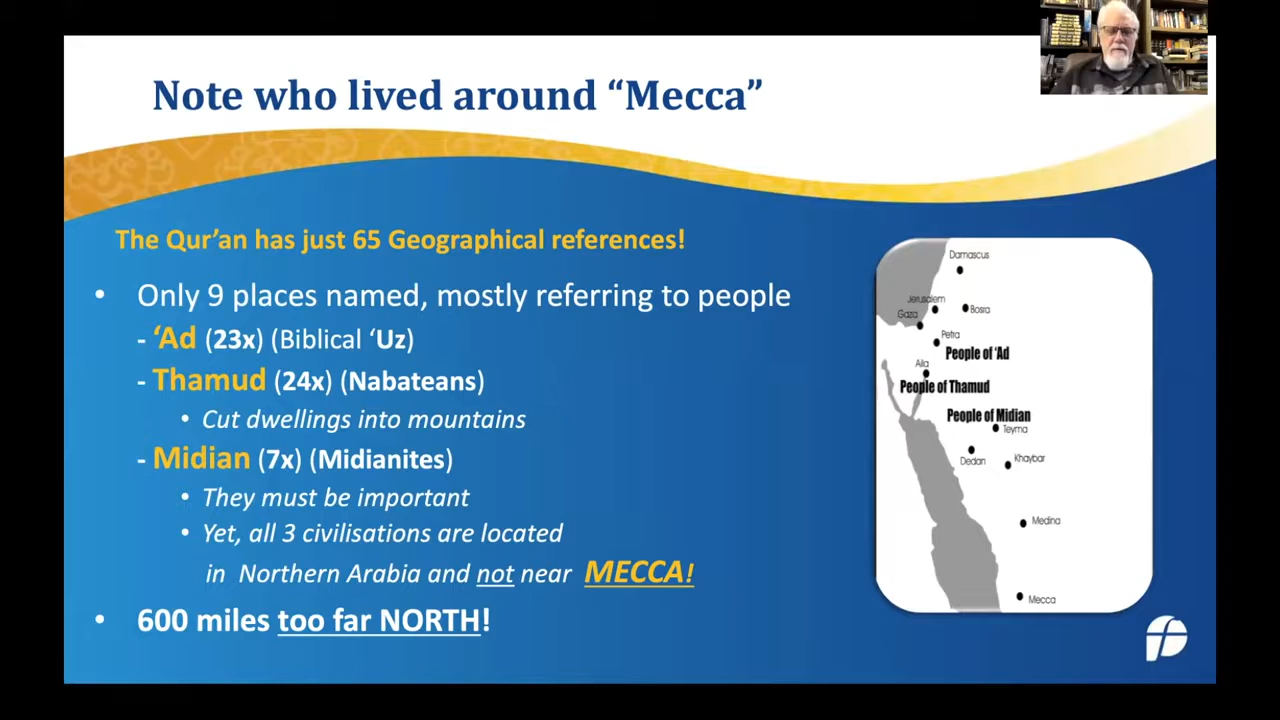 Note who lived around “Mecca”
The Qur’an has just 65 Geographical references!
• Only 9 places named, mostly referring to people
- ‘Ad (23x) (Biblical ‘Uz)
- Thamud (24x) (Nabateans)
• Cut dwellings into mountains
- Midian (7x) (Midianites)
• They must be important
• Yet, all 3 civilisations are located
in Northern Arabia and not near MECCA!
• 600 miles too far NORTH!
Damascus
Jerusalem
Gaza
Bosra
Petra
People of ‘Ad
Aila
People of Thamud
People of Midian
Teyma
Dedan
Khaybar
Medina
Mecca